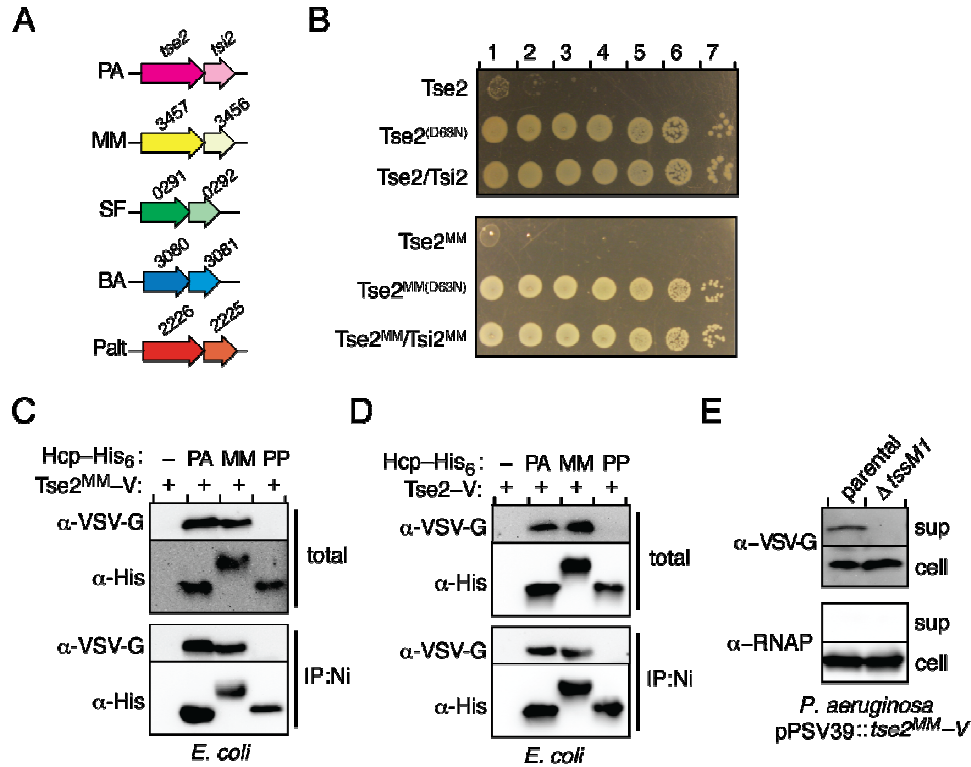 A
tse2 tsi2
PA
3457 3456
MM
0291 0292
SF
3080 3081
BA
2226 2225
Palt
B
1 2 3 4 5 6 7
Tse2
Tse2(D63N)
Tse2/Tsi2
Tse2MM
Tse2MM(D63N)
Tse2MM/Tsi2MM
C
Hcp–His6: – PA MM PP
Tse2MM–V: + + + +
α-VSV-G
α-His
total
α-VSV-G
α-His
IP:Ni
E. coli
D
Hcp–His6: – PA MM PP
Tse2–V: + + + +
α-VSV-G
α-His
total
α-VSV-G
α-His
IP:Ni
E. coli
E
parental ΔtssM1
α–VSV-G
sup
cell
α–RNAP
sup
cell
P. aeruginosa
pPSV39::tse2MM–V